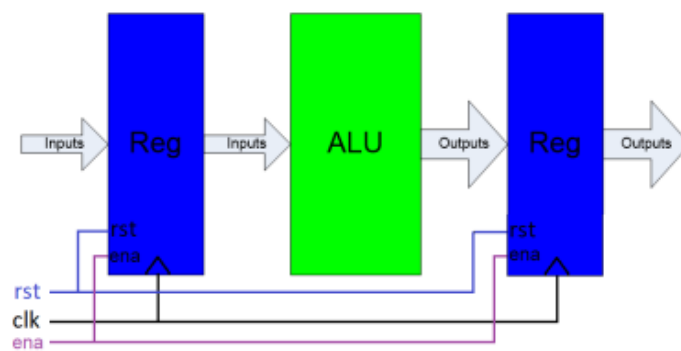 Inputs Reg Inputs ALU Outputs Reg Outputs
rst rst
ena ena
rst
clk
ena